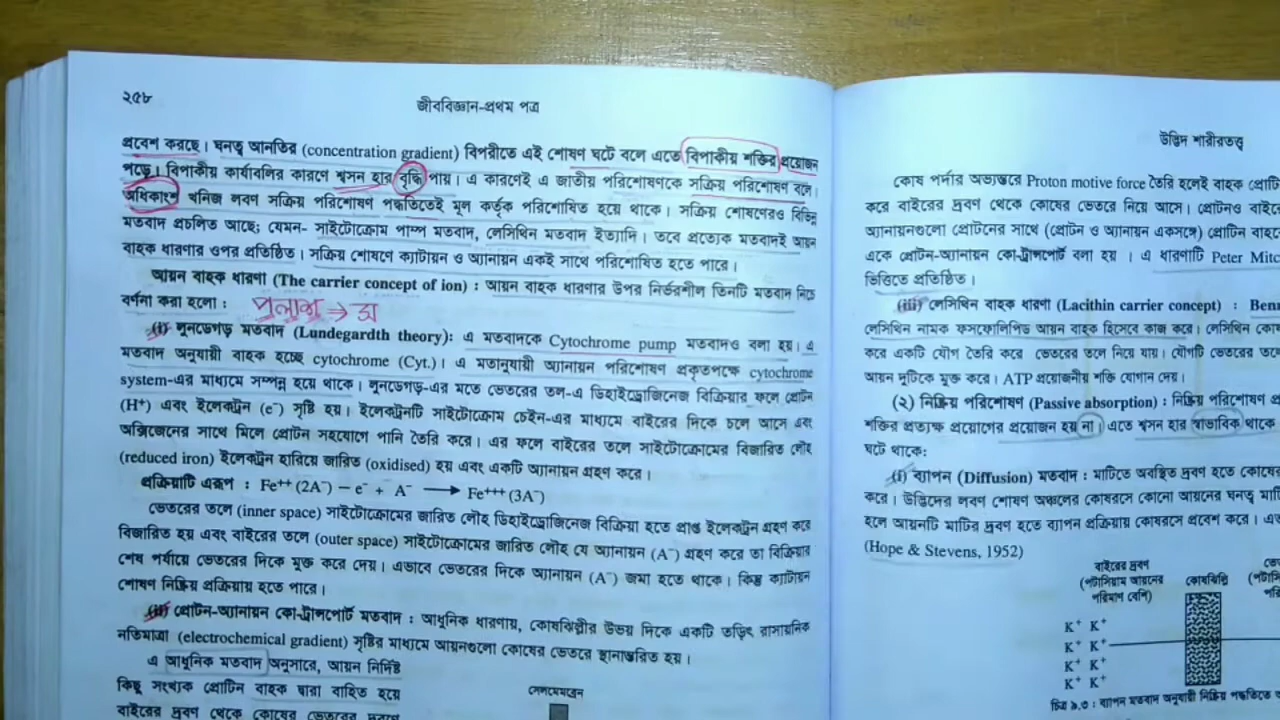 ২৫৮
জীববিজ্ঞান-প্রথম পত্র
প্রবেশ করছে। ঘনত্ব আনতির (concentration gradient) বিপরীতে এই শোষণ ঘটে বলে এতে বিপাকীয় শক্তির প্রয়োজন
পড়ে। বিপাকীয় কার্যাবলির কারণে শ্বসন হার বৃদ্ধি পায়। এ কারণেই এ জাতীয় পরিশোষণকে সক্রিয় পরিশোষণ বলে।
অধিকাংশ খনিজ লবণ সক্রিয় পরিশোষণ পদ্ধতিতেই মূল কর্তৃক পরিশোষিত হয়ে থাকে। সক্রিয় শোষণেরও বিভিন্ন
মতবাদ প্রচলিত আছে; যেমন- সাইটোক্রোম পাম্প মতবাদ, লেসিথিন মতবাদ ইত্যাদি। তবে প্রত্যেক মতবাদই আয়ন
বাহক ধারণার ওপর প্রতিষ্ঠিত। সক্রিয় শোষণে ক্যাটায়ন ও অ্যানায়ন একই সাথে পরিশোষিত হতে পারে।
আয়ন বাহক ধারণা (The carrier concept of ion) : আয়ন বাহক ধারণার উপর নির্ভরশীল তিনটি মতবাদ নিচে
বর্ণনা করা হলো :
(i) লুনডেগড় মতবাদ (Lundegardth theory): এ মতবাদকে Cytochrome pump মতবাদও বলা হয়। এ
মতবাদ অনুযায়ী বাহক হচ্ছে cytochrome (Cyt.)। এ মতানুযায়ী অ্যানায়ন পরিশোষণ প্রকৃতপক্ষে cytochrome
system-এর মাধ্যমে সম্পন্ন হয়ে থাকে। লুনডেগড়-এর মতে ভেতরের তল-এ ডিহাইড্রোজিনেজ বিক্রিয়ার ফলে প্রোটন
(H⁺) এবং ইলেকট্রন (e⁻) সৃষ্টি হয়। ইলেকট্রনটি সাইটোক্রোম চেইন-এর মাধ্যমে বাইরের দিকে চলে আসে এবং
অক্সিজেনের সাথে মিলে প্রোটন সহযোগে পানি তৈরি করে। এর ফলে বাইরের তলে সাইটোক্রোমের বিজারিত লৌহ
(reduced iron) ইলেকট্রন হারিয়ে জারিত (oxidised) হয় এবং একটি অ্যানায়ন গ্রহণ করে।
প্রক্রিয়াটি এরূপ : Fe⁺⁺ (2A⁻) − e⁻ + A⁻ ⟶ Fe⁺⁺⁺ (3A⁻)
ভেতরের তলে (inner space) সাইটোক্রোমের জারিত লৌহ ডিহাইড্রোজিনেজ বিক্রিয়া হতে প্রাপ্ত ইলেকট্রন গ্রহণ করে
বিজারিত হয় এবং বাইরের তলে (outer space) সাইটোক্রোমের জারিত লৌহ যে অ্যানায়ন (A⁻) গ্রহণ করে তা বিক্রিয়ার
শেষ পর্যায়ে ভেতরের দিকে মুক্ত করে দেয়। এভাবে ভেতরের দিকে অ্যানায়ন (A⁻) জমা হতে থাকে। কিন্তু ক্যাটায়ন
শোষণ নিষ্ক্রিয় প্রক্রিয়ায় হতে পারে।
(ii) প্রোটন-অ্যানায়ন কো-ট্রান্সপোর্ট মতবাদ : আধুনিক ধারণায়, কোষঝিল্লীর উভয় দিকে একটি তড়িৎ রাসায়নিক
নতিমাত্রা (electrochemical gradient) সৃষ্টির মাধ্যমে আয়নগুলো কোষের ভেতরে স্থানান্তরিত হয়।
এ আধুনিক মতবাদ অনুসারে, আয়ন নির্দিষ্ট
কিছু সংখ্যক প্রোটিন বাহক দ্বারা বাহিত হয়ে
বাইরের দ্রবণ থেকে কোষের ভেতরে প্রবেশ
সেলমেমব্রেন
উদ্ভিদ শারীরতত্ত্ব
কোষ পর্দার অভ্যন্তরে Proton motive force তৈরি হলেই বাহক প্রোটি
করে বাইরের দ্রবণ থেকে কোষের ভেতরে নিয়ে আসে। প্রোটনও বাইরে
অ্যানায়নগুলো প্রোটনের সাথে (প্রোটন ও অ্যানায়ন একসঙ্গে) প্রোটিন বাহে
একে প্রোটন-অ্যানায়ন কো-ট্রান্সপোর্ট বলা হয়। এ ধারণাটি Peter Mitc
ভিত্তিতে প্রতিষ্ঠিত।
(iii) লেসিথিন বাহক ধারণা (Lacithin carrier concept) : Benn
লেসিথিন নামক ফসফোলিপিড আয়ন বাহক হিসেবে কাজ করে। লেসিথিন কো
করে একটি যৌগ তৈরি করে ভেতরের তলে নিয়ে যায়। যৌগটি ভেতরের তলে
আয়ন দুটিকে মুক্ত করে। ATP প্রয়োজনীয় শক্তি যোগান দেয়।
(২) নিষ্ক্রিয় পরিশোষণ (Passive absorption) : নিষ্ক্রিয় পরিশোষণ প্র
শক্তির প্রত্যক্ষ প্রয়োগের প্রয়োজন হয় না। এতে শ্বসন হার স্বাভাবিক থাকে
ঘটে থাকে:
(i) ব্যাপন (Diffusion) মতবাদ : মাটিতে অবস্থিত দ্রবণ হতে কোষের
করে। উদ্ভিদের লবণ শোষণ অঞ্চলের কোষরসে কোনো আয়নের ঘনত্ব মাটি
হলে আয়নটি মাটির দ্রবণ হতে ব্যাপন প্রক্রিয়ায় কোষরসে প্রবেশ করে। এ
(Hope & Stevens, 1952)
বাইরের দ্রবণ
(পটাসিয়াম আয়নের
পরিমাণ বেশি)
কোষঝিল্লি
(পটাসি
পরি
K⁺ K⁺
K⁺ K⁺
K⁺ K⁺
K⁺ K⁺
চিত্র ৯.৩ : ব্যাপন মতবাদ অনুযায়ী নিষ্ক্রিয় পদ্ধতিতে